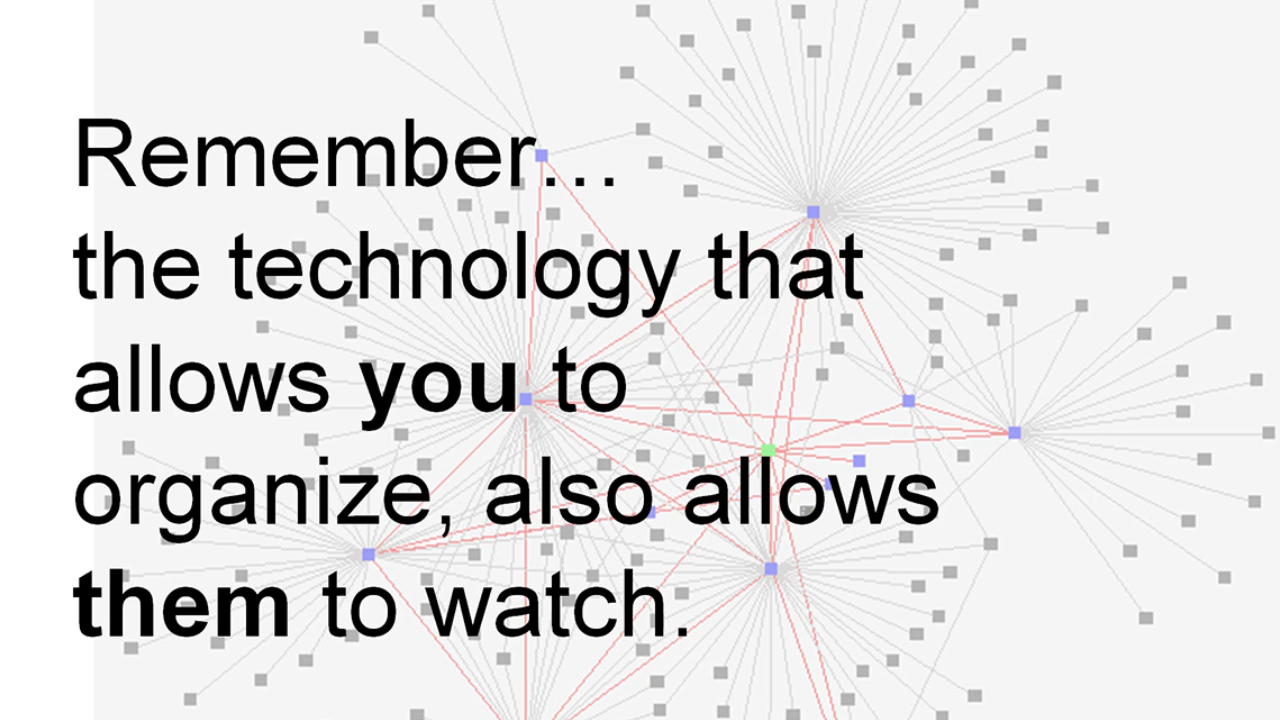 Remember…
the technology that
allows you to
organize, also allows
them to watch.